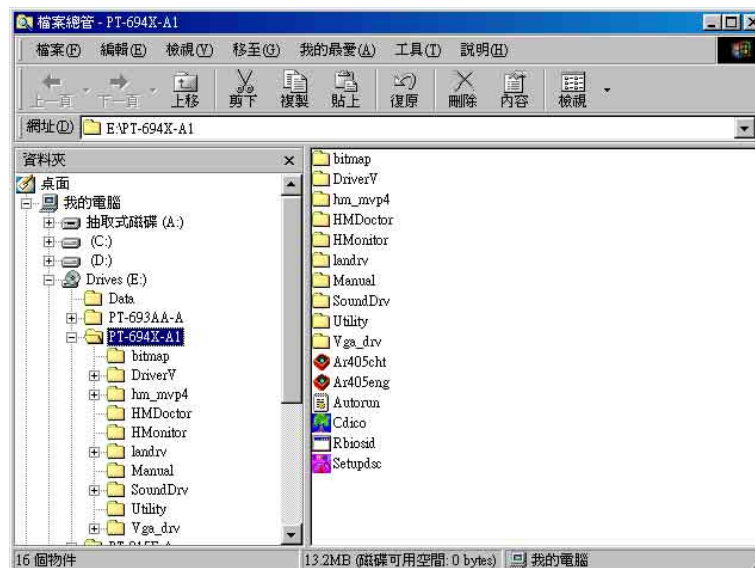 檔案總管 - PT-694X-A1
檔案(F) 編輯(E) 檢視(V) 移至(G) 我的最愛(A) 工具(T) 說明(H)
上一頁 下一頁 上移 剪下 複製 貼上 復原 刪除 內容 檢視
網址(D) E:\PT-694X-A1
資料夾
桌面
我的電腦
抽取式磁碟 (A:)
(C:)
(D:)
Drives (E:)
Data
PT-693AA-A
PT-694X-A1
bitmap
DriverV
hm_mvp4
HMDoctor
HMonitor
landrv
Manual
SoundDrv
Utility
Vga_drv
bitmap
DriverV
hm_mvp4
HMDoctor
HMonitor
landrv
Manual
SoundDrv
Utility
Vga_drv
Ar405cht
Ar405eng
Autorun
Cdico
Rbiosid
Setupdsc
16 個物件 13.2MB (磁碟可用空間: 0 bytes) 我的電腦